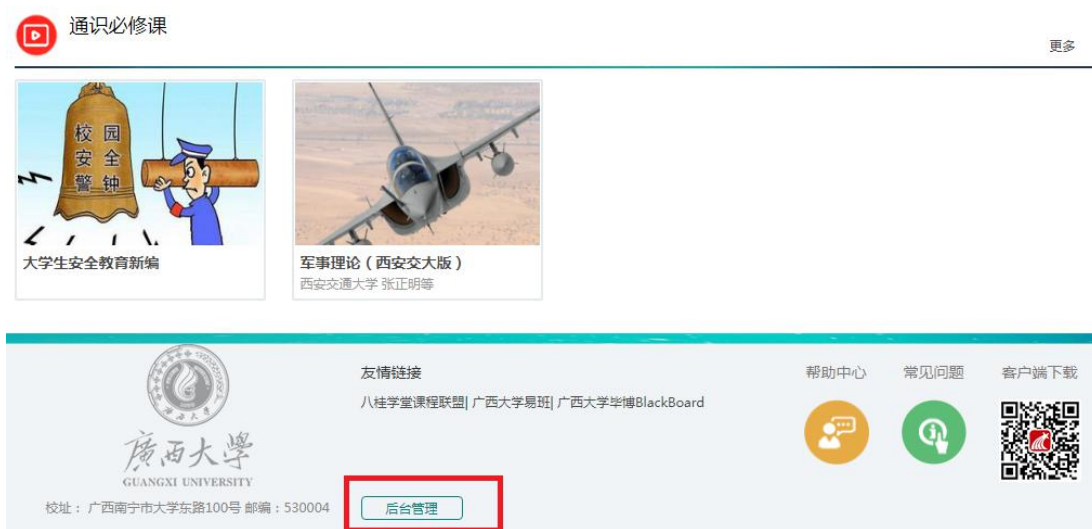 通识必修课
更多
校园
安全
警钟
大学生安全教育新编
军事理论（西安交大版）
西安交通大学 张正明等
友情链接
八桂学堂课程联盟| 广西大学易班| 广西大学毕博BlackBoard
帮助中心
常见问题
客户端下载
廣西大學
廣西大學
GUANGXI UNIVERSITY
校址：广西南宁市大学东路100号 邮编：530004
后台管理